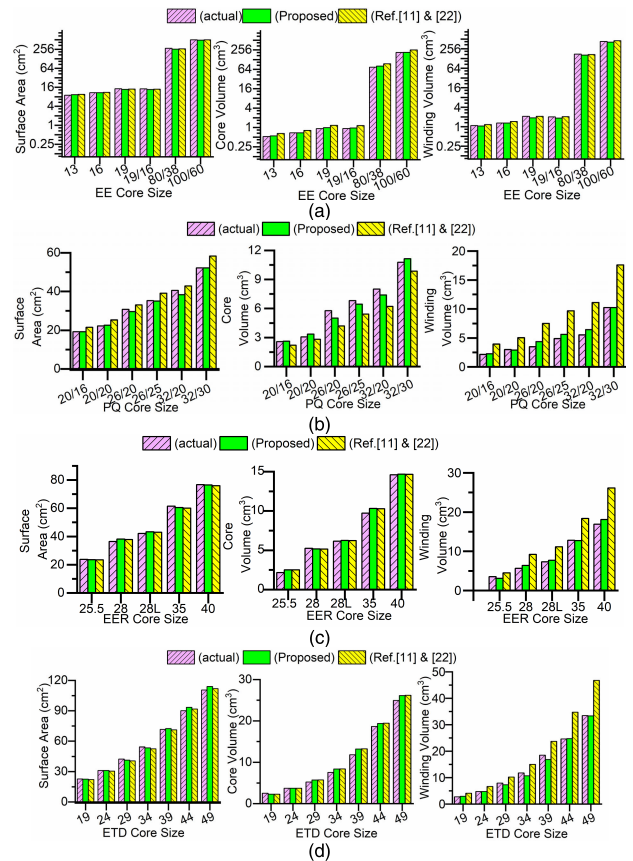 (actual) (Proposed) (Ref.[11] & [22])
Surface Area (cm²)
256
64
16
4
1
0.25
13 16 19 19/16 80/38 100/60
EE Core Size
Core Volume (cm³)
256
64
16
4
1
0.25
13 16 19 19/16 80/38 100/60
EE Core Size
Winding Volume (cm³)
256
64
16
4
1
0.25
13 16 19 19/16 80/38 100/60
EE Core Size
(a)
(actual) (Proposed) (Ref.[11] & [22])
Surface
Area (cm²)
60
40
20
0
20/16 20/20 26/20 26/25 32/20 32/30
PQ Core Size
Core
Volume (cm³)
12
9
6
3
0
20/16 20/20 26/20 26/25 32/20 32/30
PQ Core Size
Winding
Volume (cm³)
20
15
10
5
0
20/16 20/20 26/20 26/25 32/20 32/30
PQ Core Size
(b)
(actual) (Proposed) (Ref.[11] & [22])
Surface
Area (cm²)
80
60
40
20
0
25.5 28 28L 35 40
EER Core Size
Core
Volume (cm³)
15
10
5
0
25.5 28 28L 35 40
EER Core Size
Winding
Volume (cm³)
30
20
10
0
25.5 28 28L 35 40
EER Core Size
(c)
(actual) (Proposed) (Ref.[11] & [22])
Surface Area (cm²)
120
90
60
30
0
19 24 29 34 39 44 49
ETD Core Size
Core Volume (cm³)
30
20
10
0
19 24 29 34 39 44 49
ETD Core Size
Winding Volume (cm³)
50
40
30
20
10
0
19 24 29 34 39 44 49
ETD Core Size
(d)